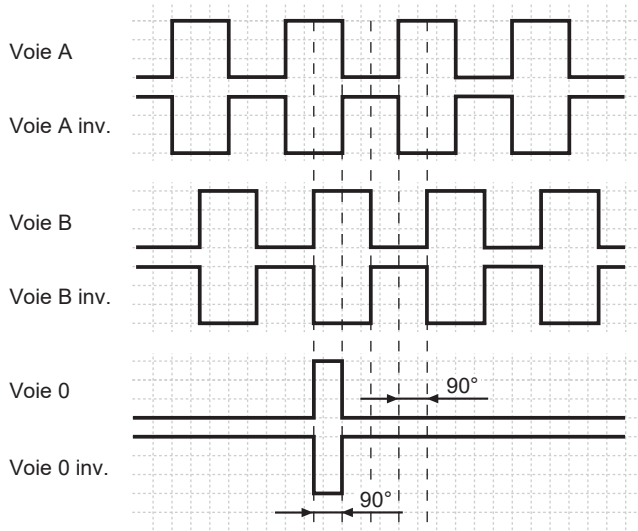 Voie A
Voie A inv.
Voie B
Voie B inv.
Voie 0
90°
Voie 0 inv.
90°